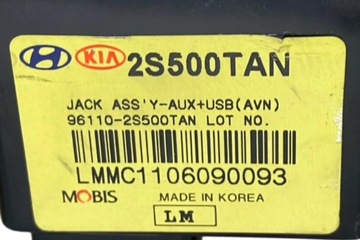 KIA 2S500TAN
JACK ASS'Y-AUX+USB(AVN)
96110-2S500TAN LOT NO.
LMMC1106090093
MOBIS MADE IN KOREA
LM